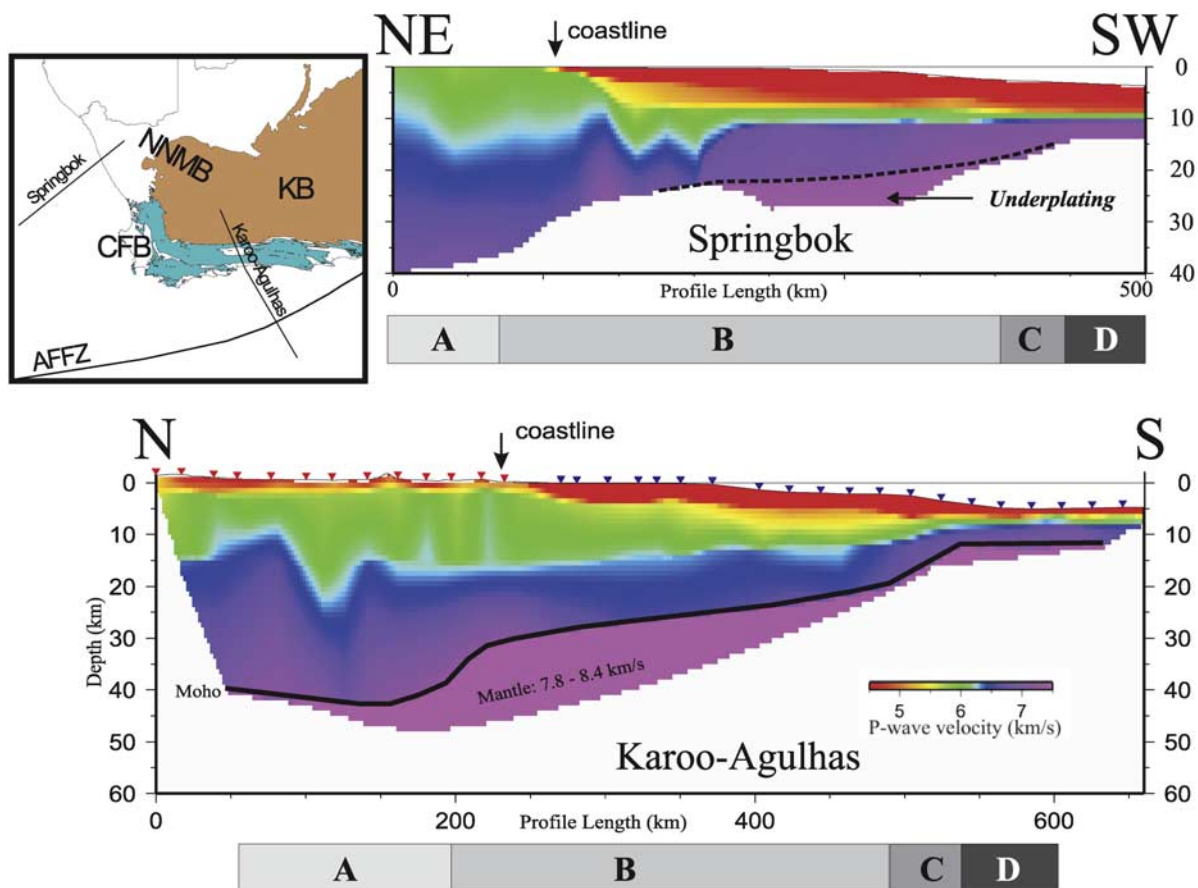 NE
coastline
SW
Springbok
NNMB
KB
CFB
Karoo-Agulhas
AFFZ
0
10
20
30
40
Underplating
Springbok
0
Profile Length (km)
500
A
B
C
D
N
coastline
S
0
10
20
30
40
50
60
Depth (km)
0
10
20
30
40
50
60
Moho
Mantle: 7.8 - 8.4 km/s
5
6
7
P-wave velocity (km/s)
Karoo-Agulhas
0
200
Profile Length (km)
400
600
A
B
C
D